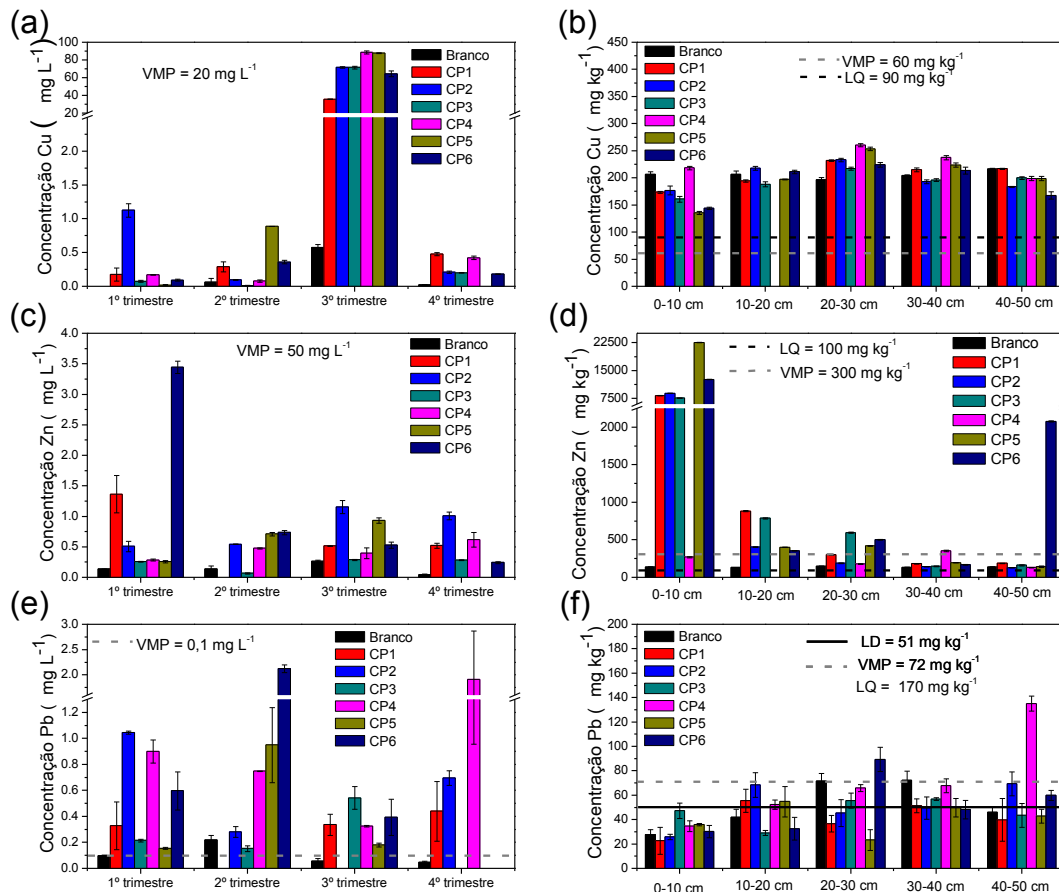 (a)
Concentração Cu ( mg L⁻¹)
100
80
60
40
20
2.0
1.5
1.0
0.5
0.0
VMP = 20 mg L⁻¹
Branco
CP1
CP2
CP3
CP4
CP5
CP6
1º trimestre
2º trimestre
3º trimestre
4º trimestre
(b)
Concentração Cu ( mg kg⁻¹)
450
400
350
300
250
200
150
100
50
0
Branco
CP1
CP2
CP3
CP4
CP5
CP6
VMP = 60 mg kg⁻¹
LQ = 90 mg kg⁻¹
0-10 cm
10-20 cm
20-30 cm
30-40 cm
40-50 cm
(c)
Concentração Zn ( mg L⁻¹)
4.0
3.5
3.0
2.5
2.0
1.5
1.0
0.5
0.0
VMP = 50 mg L⁻¹
Branco
CP1
CP2
CP3
CP4
CP5
CP6
1º trimestre
2º trimestre
3º trimestre
4º trimestre
(d)
Concentração Zn ( mg kg⁻¹)
22500
15000
7500
2000
1500
1000
500
0
LQ = 100 mg kg⁻¹
VMP = 300 mg kg⁻¹
Branco
CP1
CP2
CP3
CP4
CP5
CP6
0-10 cm
10-20 cm
20-30 cm
30-40 cm
40-50 cm
(e)
Concentração Pb ( mg L⁻¹)
3.0
2.5
2.0
1.5
1.0
0.8
0.6
0.4
0.2
0.0
VMP = 0,1 mg L⁻¹
Branco
CP1
CP2
CP3
CP4
CP5
CP6
1º trimestre
2º trimestre
3º trimestre
4º trimestre
(f)
Concentração Pb ( mg kg⁻¹)
200
180
160
140
120
100
80
60
40
20
0
Branco
CP1
CP2
CP3
CP4
CP5
CP6
LD = 51 mg kg⁻¹
VMP = 72 mg kg⁻¹
LQ = 170 mg kg⁻¹
0-10 cm
10-20 cm
20-30 cm
30-40 cm
40-50 cm